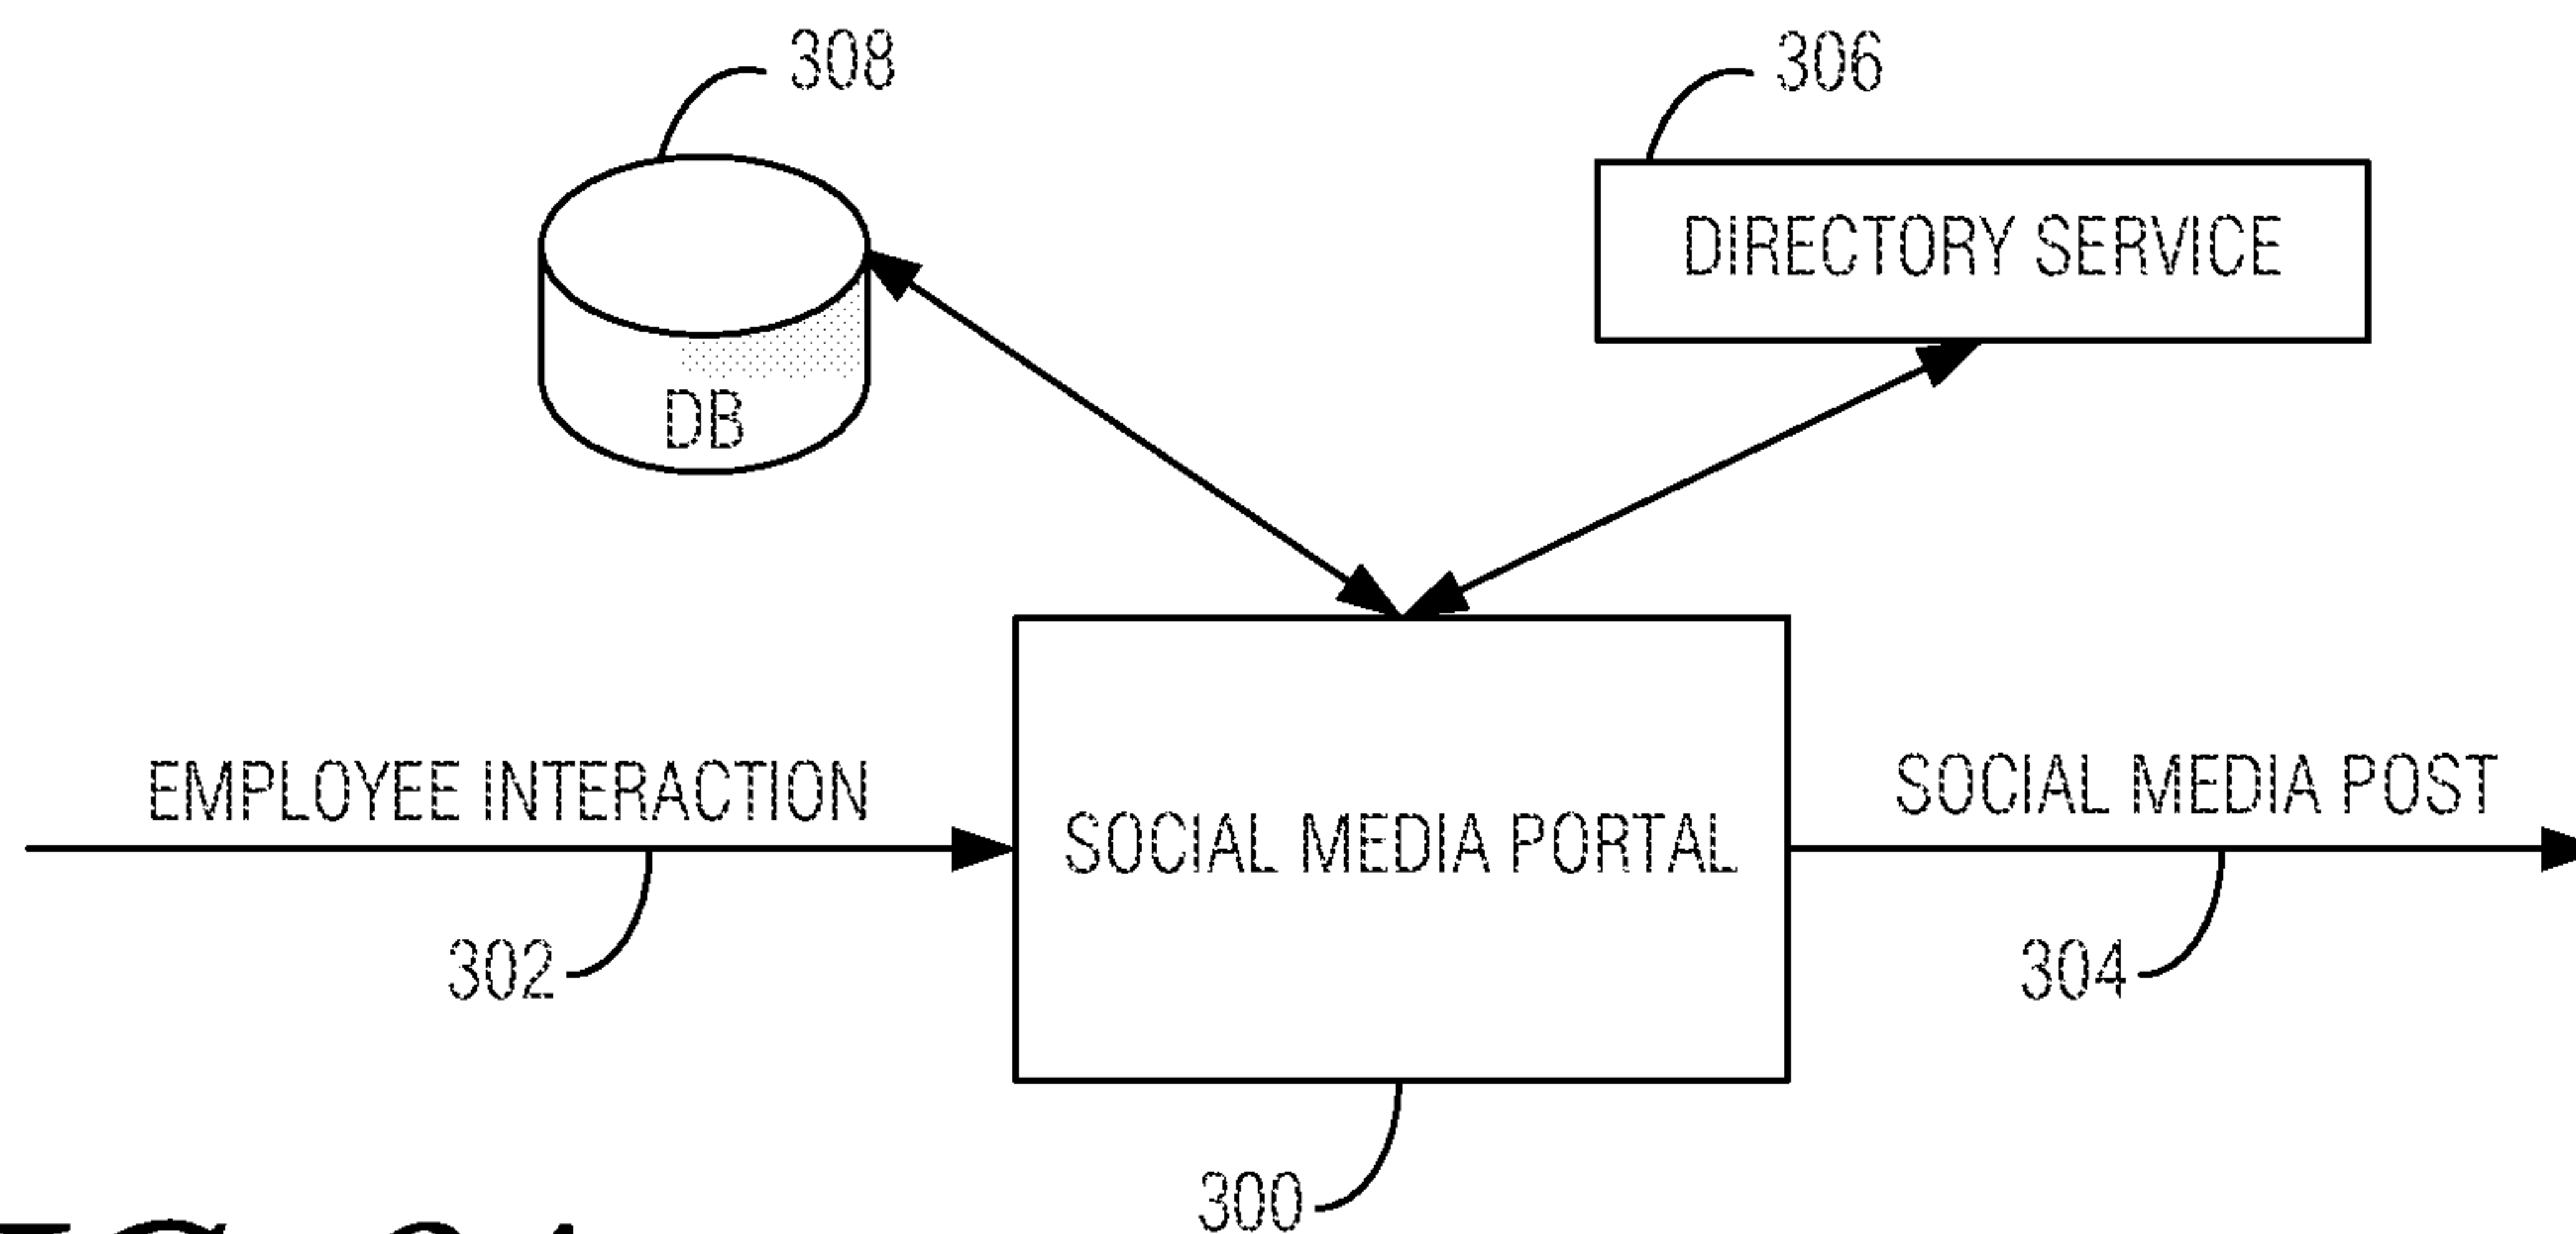 308
306
DIRECTORY SERVICE
DB
EMPLOYEE INTERACTION
SOCIAL MEDIA POST
SOCIAL MEDIA PORTAL
302
304
300